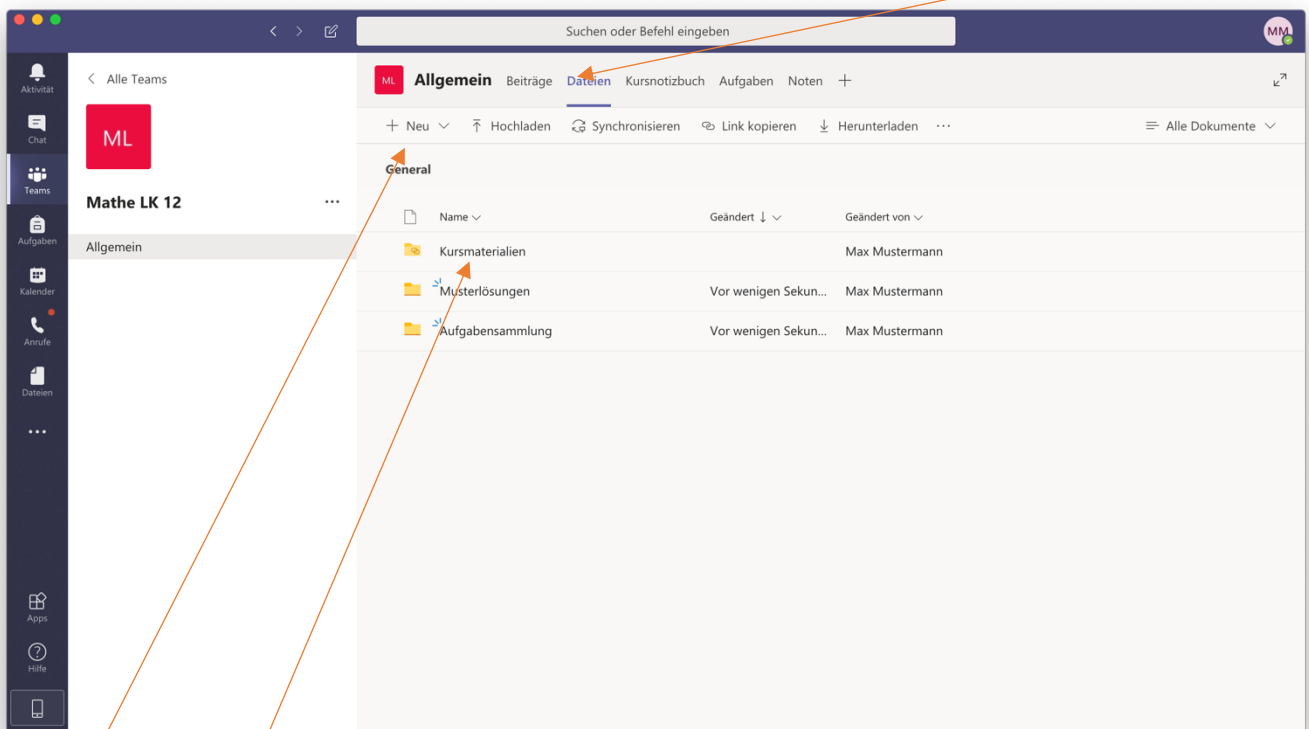 Suchen oder Befehl eingeben
MM
Aktivität
Chat
Teams
Aufgaben
Kalender
Anrufe
Dateien
Apps
Hilfe
Alle Teams
ML
Mathe LK 12
Allgemein
ML Allgemein Beiträge Dateien Kursnotizbuch Aufgaben Noten
Neu Hochladen Synchronisieren Link kopieren Herunterladen Alle Dokumente
General
Name Geändert Geändert von
Kursmaterialien Max Mustermann
Musterlösungen Vor wenigen Sekun... Max Mustermann
Aufgabensammlung Vor wenigen Sekun... Max Mustermann